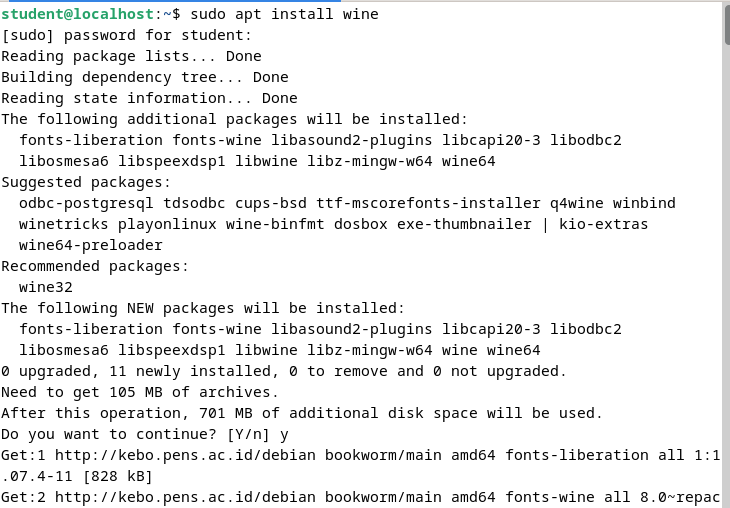 student@localhost:~$ sudo apt install wine
[sudo] password for student:
Reading package lists... Done
Building dependency tree... Done
Reading state information... Done
The following additional packages will be installed:
  fonts-liberation fonts-wine libasound2-plugins libcapi20-3 libodbc2
  libosmesa6 libspeexdsp1 libwine libz-mingw-w64 wine64
Suggested packages:
  odbc-postgresql tdsodbc cups-bsd ttf-mscorefonts-installer q4wine winbind
  winetricks playonlinux wine-binfmt dosbox exe-thumbnailer | kio-extras
  wine64-preloader
Recommended packages:
  wine32
The following NEW packages will be installed:
  fonts-liberation fonts-wine libasound2-plugins libcapi20-3 libodbc2
  libosmesa6 libspeexdsp1 libwine libz-mingw-w64 wine wine64
0 upgraded, 11 newly installed, 0 to remove and 0 not upgraded.
Need to get 105 MB of archives.
After this operation, 701 MB of additional disk space will be used.
Do you want to continue? [Y/n] y
Get:1 http://kebo.pens.ac.id/debian bookworm/main amd64 fonts-liberation all 1:1
.07.4-11 [828 kB]
Get:2 http://kebo.pens.ac.id/debian bookworm/main amd64 fonts-wine all 8.0~repac